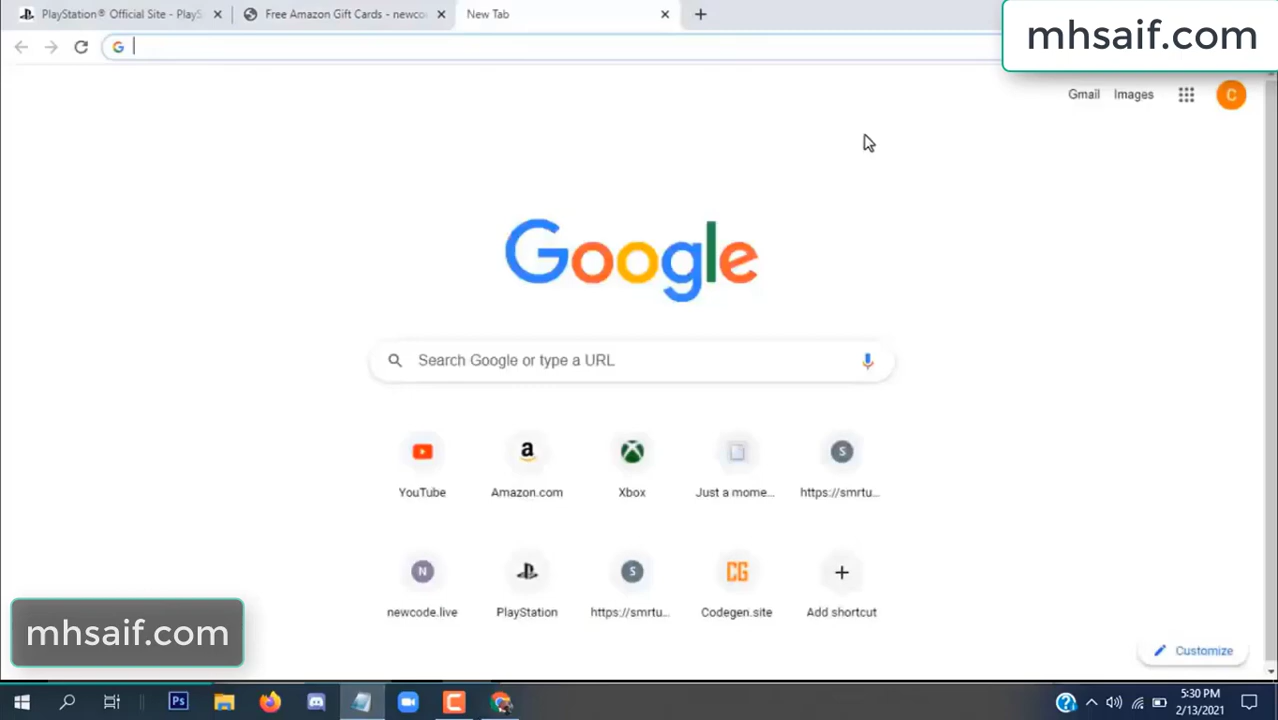 PlayStation® Official Site - PlayS
Free Amazon Gift Cards - newco
New Tab
mhsaif.com
Gmail
Images
C
Google
Search Google or type a URL
YouTube
a
Amazon.com
Xbox
Just a mome...
S
https://smrtu...
N
newcode.live
PlayStation
S
https://smrtu...
CG
Codegen.site
Add shortcut
mhsaif.com
Customize
Ps
5:30 PM
2/13/2021